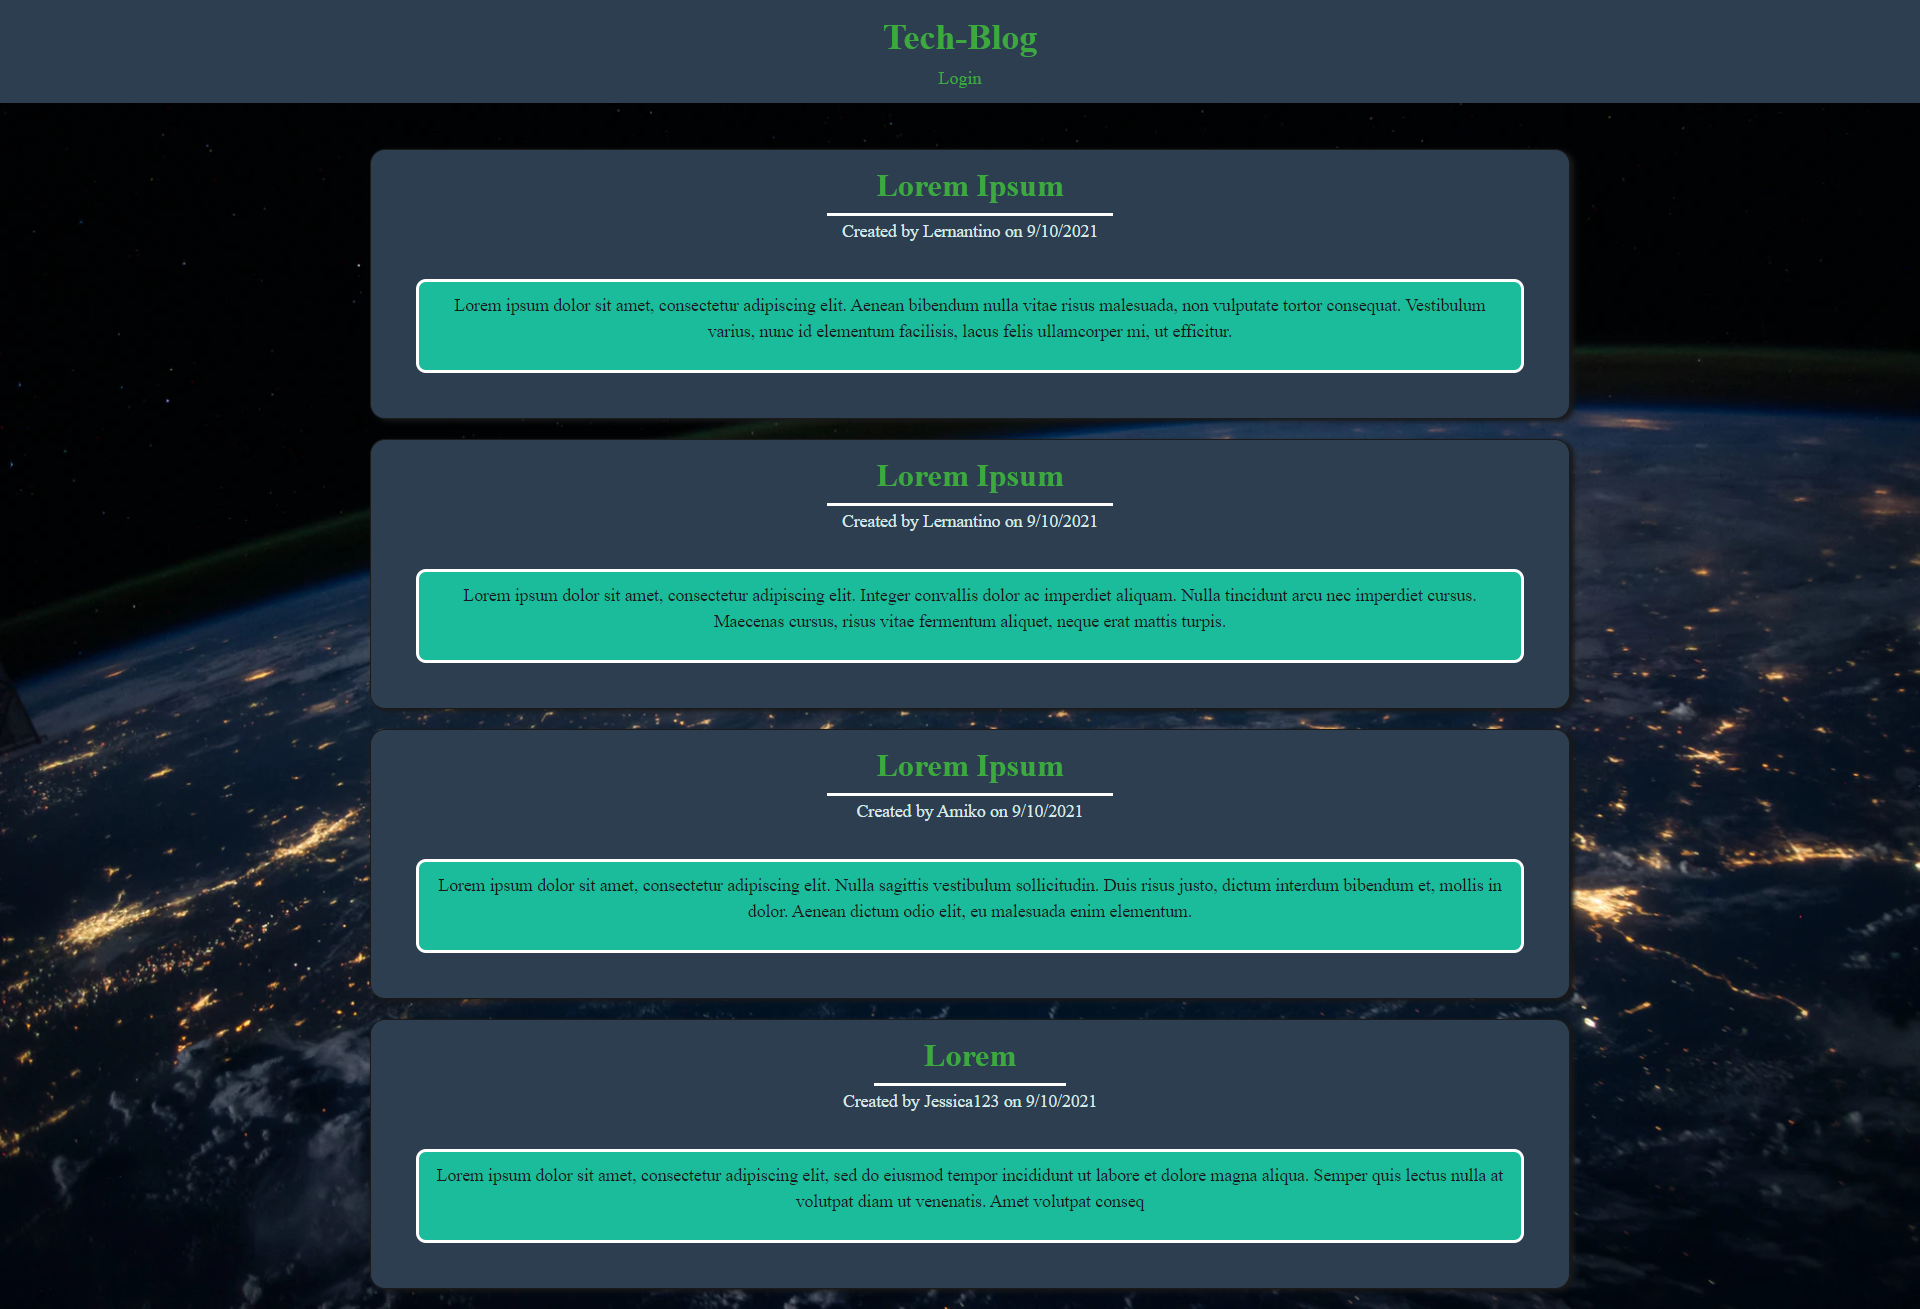 Tech-Blog
Login
Lorem Ipsum
Created by Lernantino on 9/10/2021
Lorem ipsum dolor sit amet, consectetur adipiscing elit. Aenean bibendum nulla vitae risus malesuada, non vulputate tortor consequat. Vestibulum
varius, nunc id elementum facilisis, lacus felis ullamcorper mi, ut efficitur.
Lorem Ipsum
Created by Lernantino on 9/10/2021
Lorem ipsum dolor sit amet, consectetur adipiscing elit. Integer convallis dolor ac imperdiet aliquam. Nulla tincidunt arcu nec imperdiet cursus.
Maecenas cursus, risus vitae fermentum aliquet, neque erat mattis turpis.
Lorem Ipsum
Created by Amiko on 9/10/2021
Lorem ipsum dolor sit amet, consectetur adipiscing elit. Nulla sagittis vestibulum sollicitudin. Duis risus justo, dictum interdum bibendum et, mollis in
dolor. Aenean dictum odio elit, eu malesuada enim elementum.
Lorem
Created by Jessica123 on 9/10/2021
Lorem ipsum dolor sit amet, consectetur adipiscing elit, sed do eiusmod tempor incididunt ut labore et dolore magna aliqua. Semper quis lectus nulla at
volutpat diam ut venenatis. Amet volutpat conseq